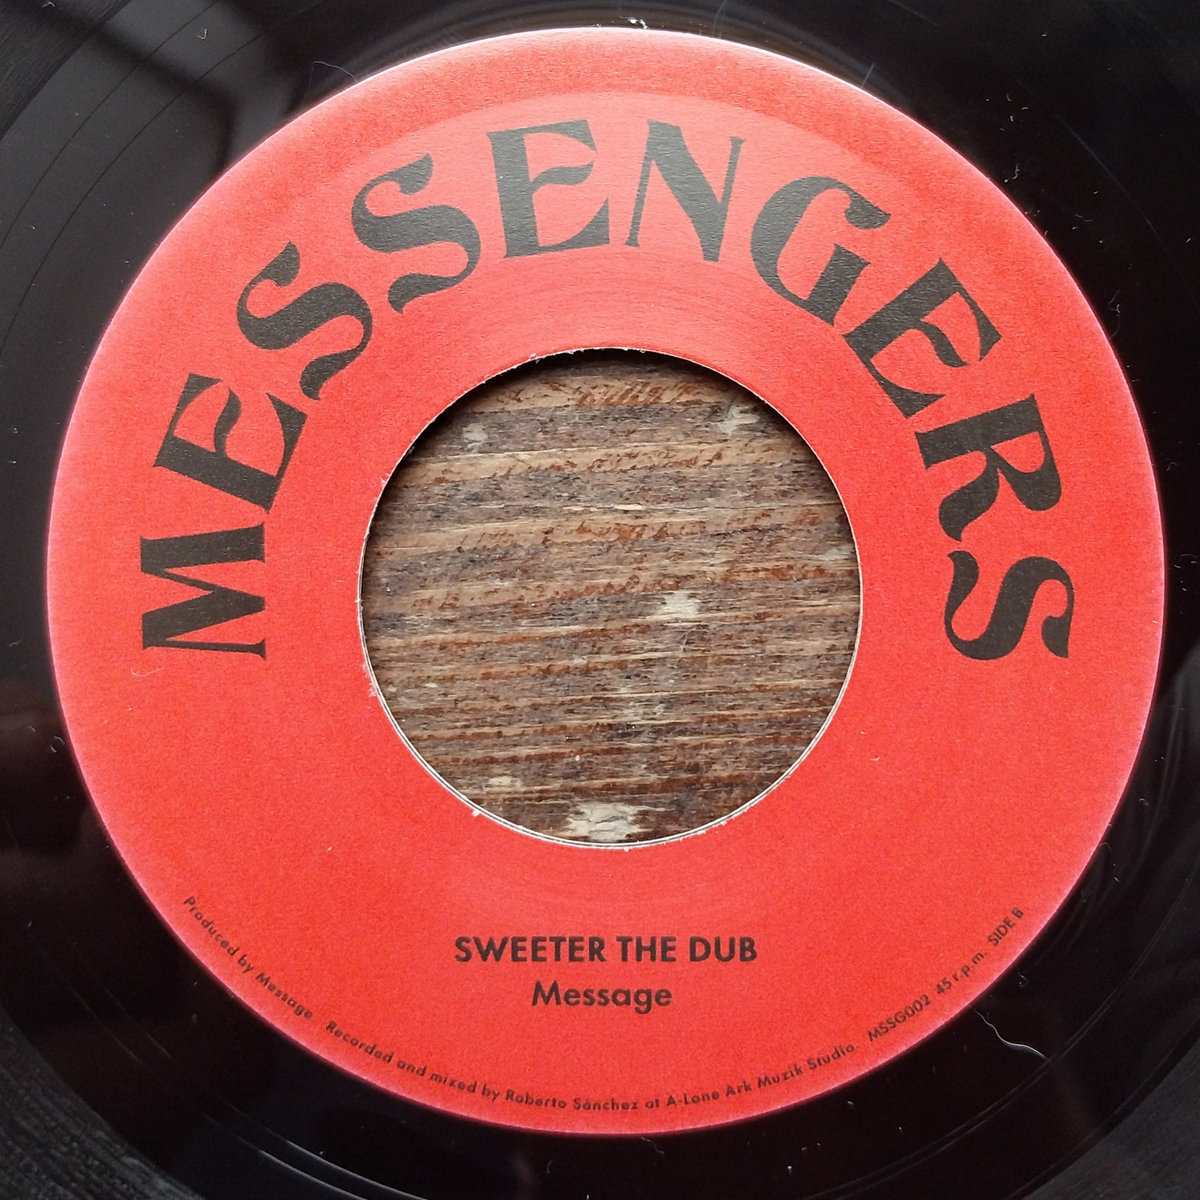 MESSENGERS
SWEETER THE DUB
Message
Produced by Message Recorded and mixed by Roberto Sánchez at A-Lone Ark Muzik Studio. MSSG002 45 r.p.m. SIDE B